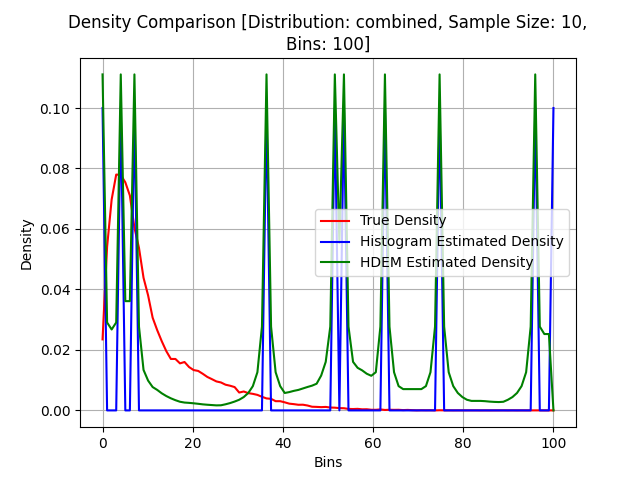 Density Comparison [Distribution: combined, Sample Size: 10,
Bins: 100]
Density
0.10
0.08
0.06
0.04
0.02
0.00
True Density
Histogram Estimated Density
HDEM Estimated Density
0 20 40 60 80 100
Bins